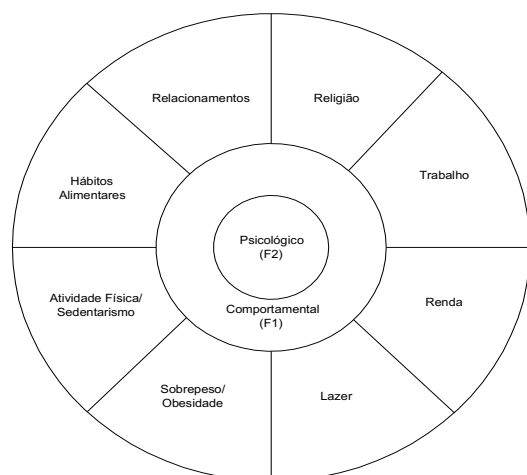 Relacionamentos
Religião
Hábitos
Alimentares
Trabalho
Psicológico
(F2)
Atividade Física/
Sedentarismo
Comportamental
(F1)
Renda
Sobrepeso/
Obesidade
Lazer